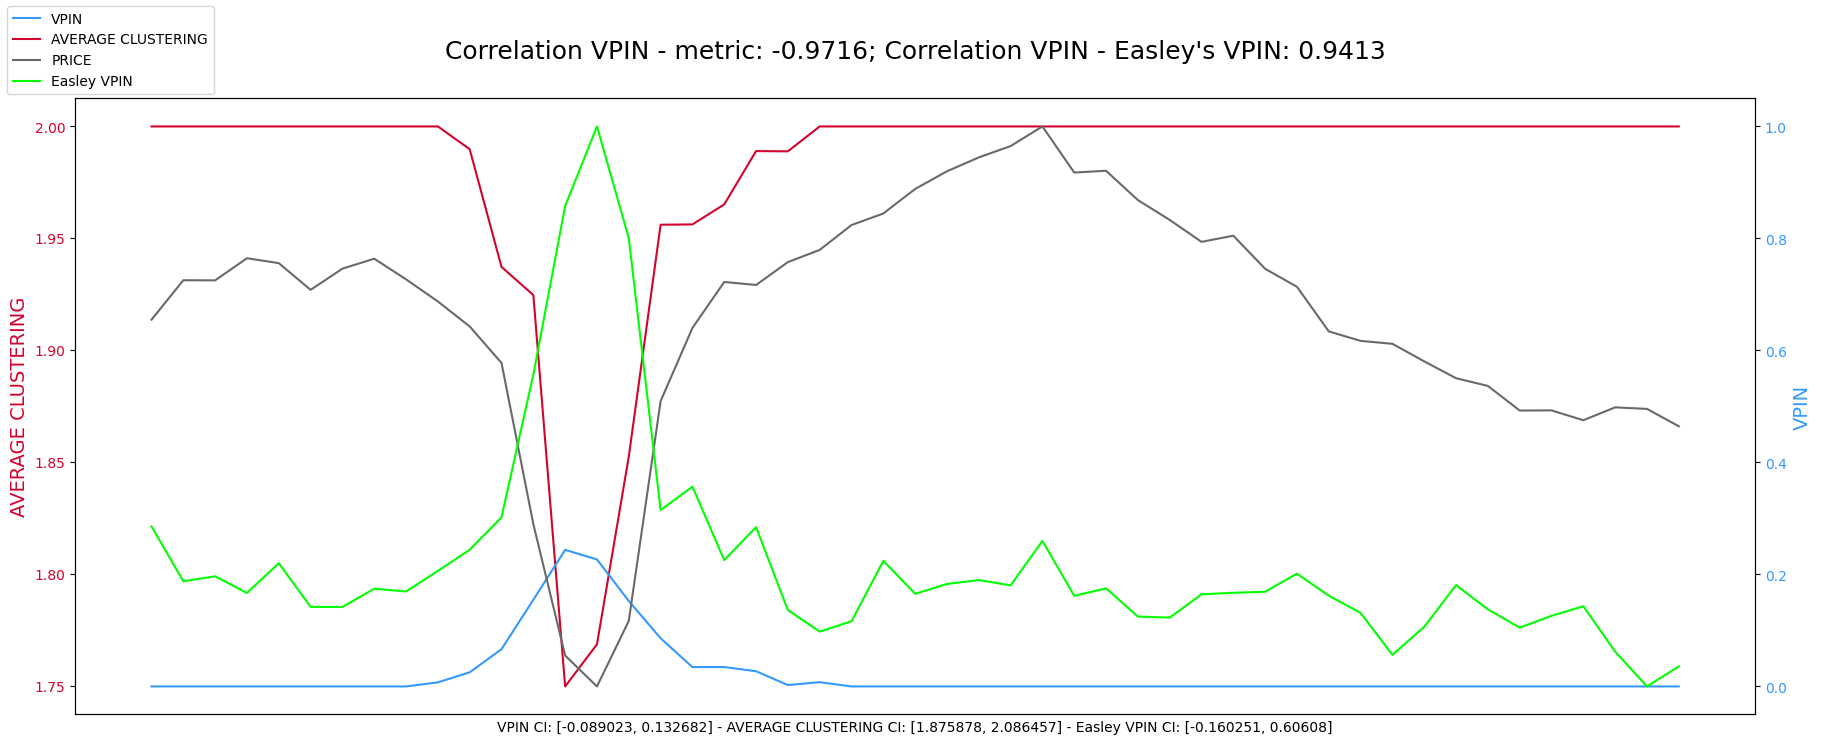 VPIN
AVERAGE CLUSTERING
PRICE
Easley VPIN
Correlation VPIN - metric: -0.9716; Correlation VPIN - Easley's VPIN: 0.9413
AVERAGE CLUSTERING
2.00
1.95
1.90
1.85
1.80
1.75
1.0
0.8
0.6
0.4
0.2
0.0
VPIN
VPIN CI: [-0.089023, 0.132682] - AVERAGE CLUSTERING CI: [1.875878, 2.086457] - Easley VPIN CI: [-0.160251, 0.60608]